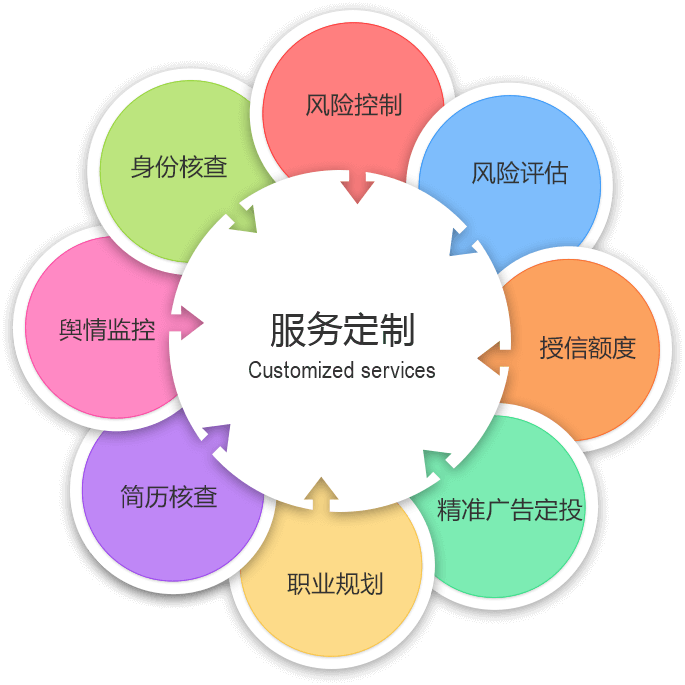 风险控制
风险评估
授信额度
精准广告定投
职业规划
简历核查
舆情监控
身份核查
服务定制
Customized services